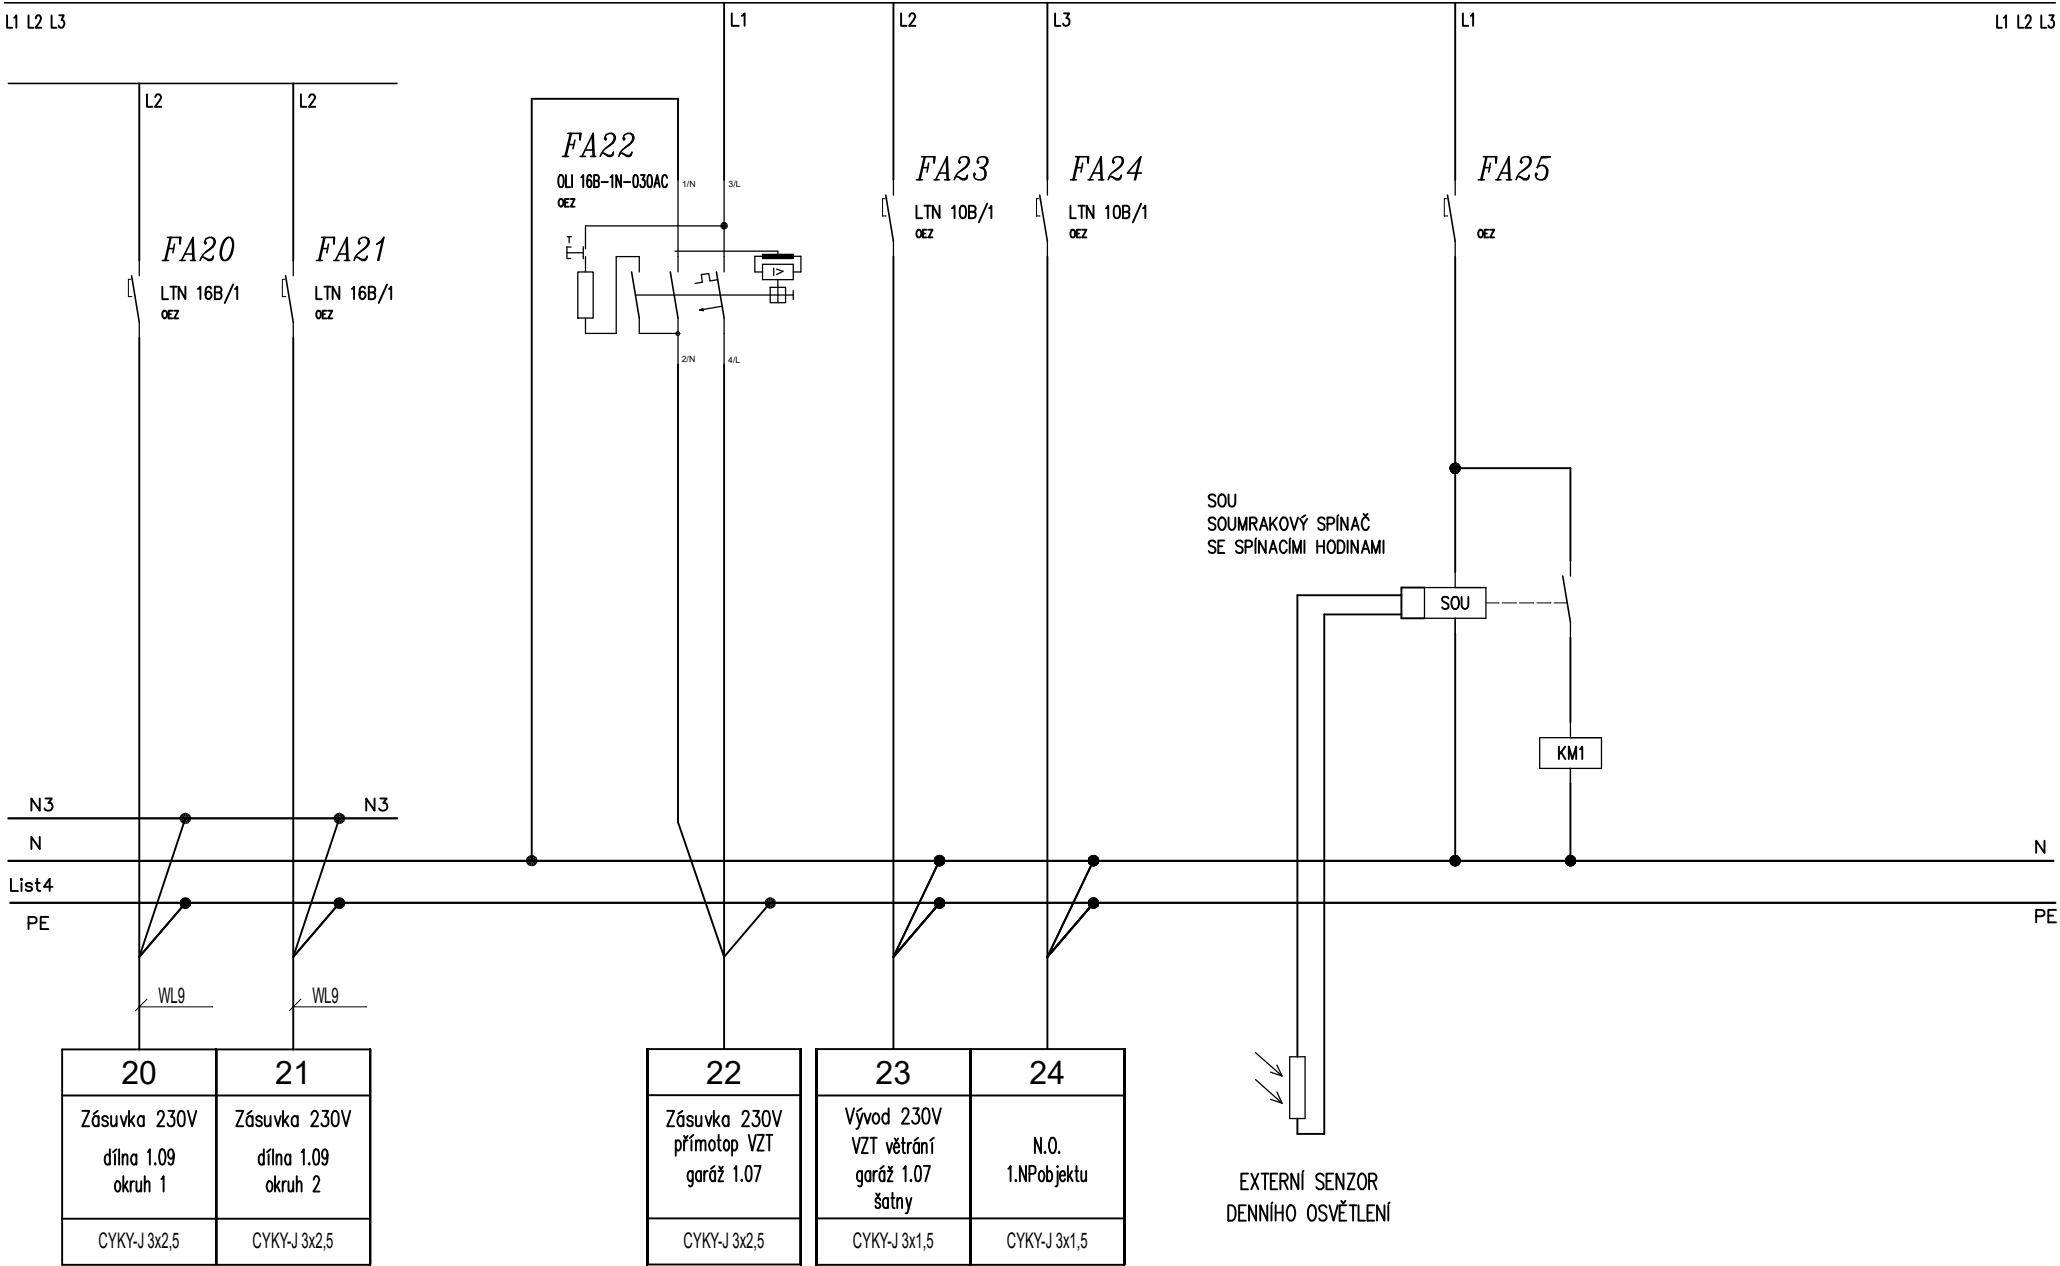 L1 L2 L3
L1
L2
L3
L1
L1 L2 L3
L2
L2
FA22
OLI 16B-1N-030AC
OEZ
1/N
3/L
T
I>
2/N
4/L
FA23
LTN 10B/1
OEZ
FA24
LTN 10B/1
OEZ
FA25
OEZ
FA20
LTN 16B/1
OEZ
FA21
LTN 16B/1
OEZ
SOU
SOUMRAKOVÝ SPÍNAČ
SE SPÍNACÍMI HODINAMI
SOU
KM1
N3
N3
N
N
List4
PE
PE
WL9
WL9
20
Zásuvka 230V
dílna 1.09
okruh 1
CYKY-J 3x2,5
21
Zásuvka 230V
dílna 1.09
okruh 2
CYKY-J 3x2,5
22
Zásuvka 230V
přímotop VZT
garáž 1.07
CYKY-J 3x2,5
23
Vývod 230V
VZT větrání
garáž 1.07
šatny
CYKY-J 3x1,5
24
N.O.
1.NPobjektu
CYKY-J 3x1,5
EXTERNÍ SENZOR
DENNÍHO OSVĚTLENÍ